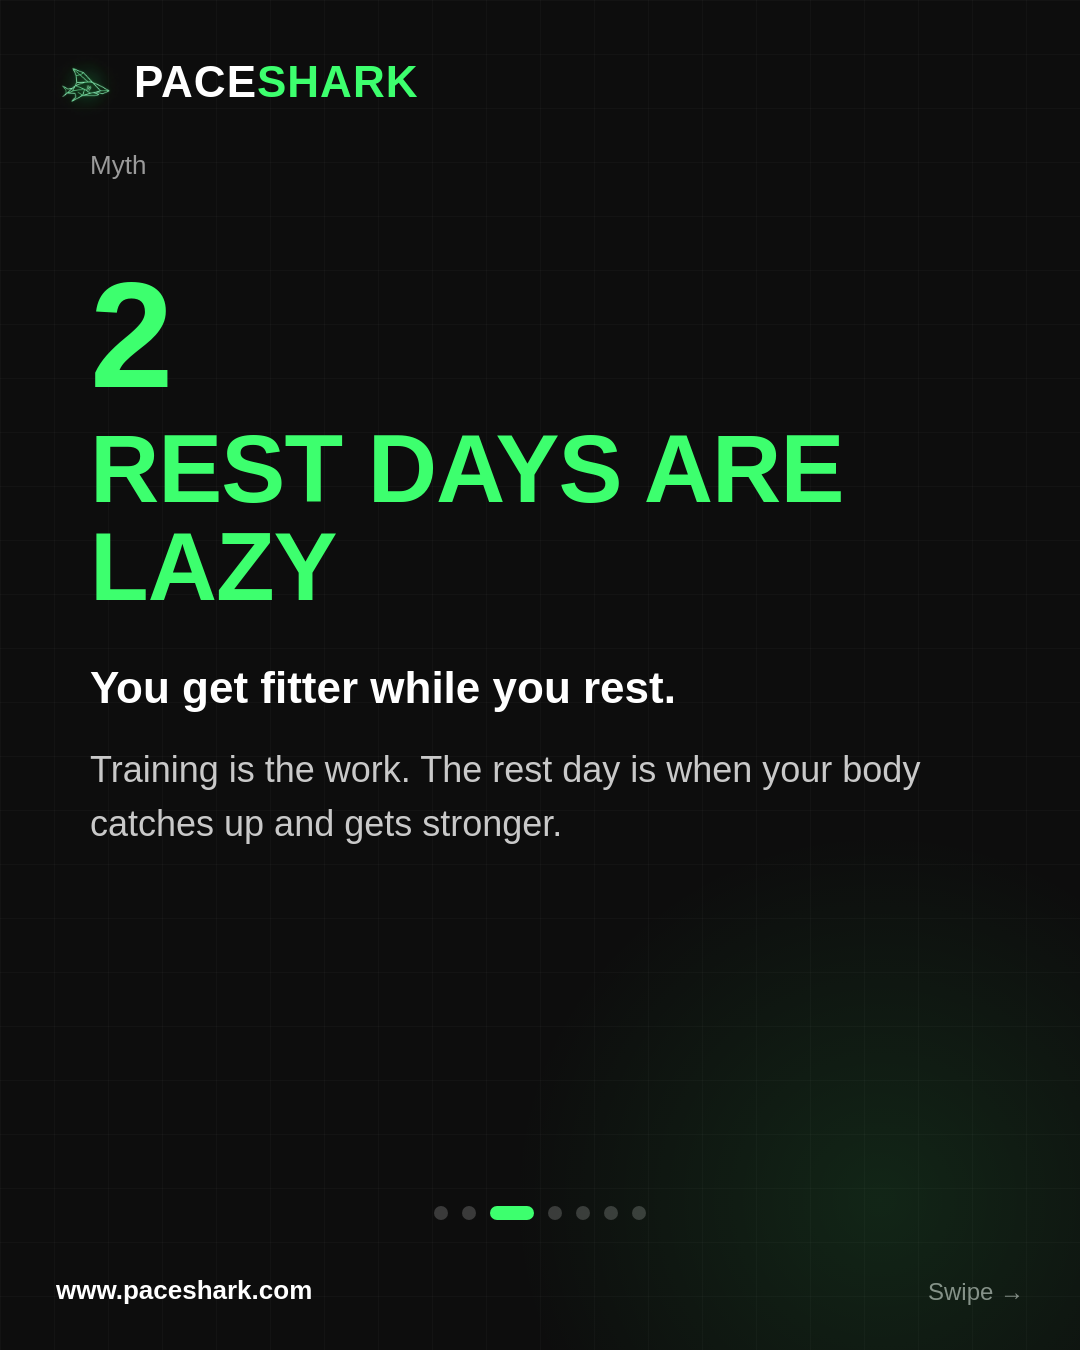 PACESHARK
Myth
2
REST DAYS ARE
LAZY
You get fitter while you rest.
Training is the work. The rest day is when your body
catches up and gets stronger.
www.paceshark.com
Swipe →